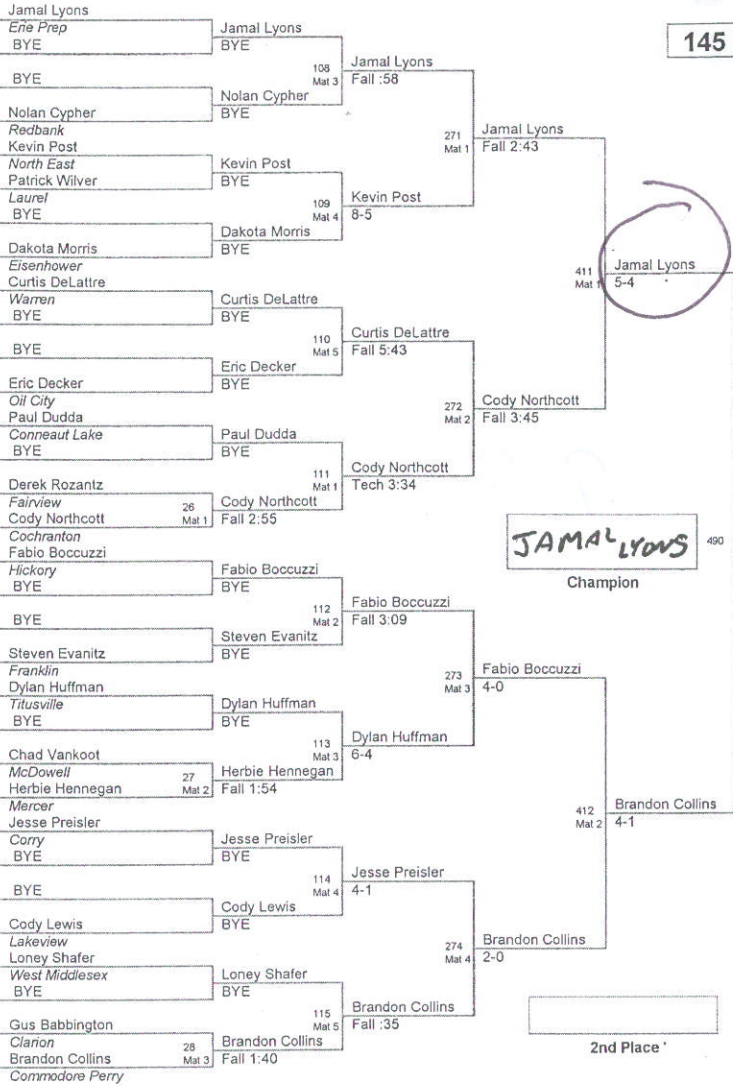 145
Jamal Lyons
Erie Prep
BYE
BYE
Nolan Cypher
Redbank
Kevin Post
North East
Patrick Wilver
Laurel
BYE
Dakota Morris
Eisenhower
Curtis DeLattre
Warren
BYE
BYE
Eric Decker
Oil City
Paul Dudda
Conneaut Lake
BYE
Derek Rozantz
Fairview
Cody Northcott
Cochranton
Fabio Boccuzzi
Hickory
BYE
BYE
Steven Evanitz
Franklin
Dylan Huffman
Titusville
BYE
Chad Vankoot
McDowell
Herbie Hennegan
Mercer
Jesse Preisler
Corry
BYE
BYE
Cody Lewis
Lakeview
Loney Shafer
West Middlesex
BYE
Gus Babbington
Clarion
Brandon Collins
Commodore Perry
26
Mat 1
27
Mat 2
28
Mat 3
Jamal Lyons
BYE
Nolan Cypher
BYE
Kevin Post
BYE
Dakota Morris
BYE
Curtis DeLattre
BYE
Eric Decker
BYE
Paul Dudda
BYE
Cody Northcott
Fall 2:55
Fabio Boccuzzi
BYE
Steven Evanitz
BYE
Dylan Huffman
BYE
Herbie Hennegan
Fall 1:54
Jesse Preisler
BYE
Cody Lewis
BYE
Loney Shafer
BYE
Brandon Collins
Fall 1:40
108
Mat 3
109
Mat 4
110
Mat 5
111
Mat 1
112
Mat 2
113
Mat 3
114
Mat 4
115
Mat 5
Jamal Lyons
Fall :58
Kevin Post
8-5
Curtis DeLattre
Fall 5:43
Cody Northcott
Tech 3:34
Fabio Boccuzzi
Fall 3:09
Dylan Huffman
6-4
Jesse Preisler
4-1
Brandon Collins
Fall :35
271
Mat 1
272
Mat 2
273
Mat 3
274
Mat 4
Jamal Lyons
Fall 2:43
Cody Northcott
Fall 3:45
Fabio Boccuzzi
4-0
Brandon Collins
2-0
411
Mat 1
412
Mat 2
Jamal Lyons
5-4
Brandon Collins
4-1
JAMAL LYONS
490
Champion
2nd Place